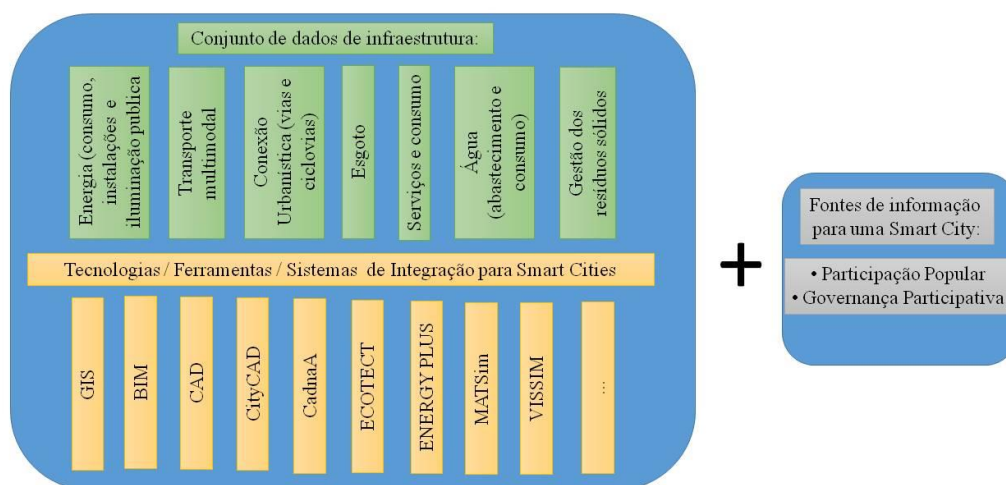 Conjunto de dados de infraestrutura:
Energia (consumo,
instalações e
iluminação publica
Transporte
multimodal
Conexão
Urbanística (vias e
ciclovias)
Esgoto
Serviços e consumo
Água
(abastecimento e
consumo)
Gestão dos
resíduos sólidos
Tecnologias / Ferramentas / Sistemas de Integração para Smart Cities
GIS
BIM
CAD
CityCAD
CadnaA
ECOTECT
ENERGY PLUS
MATSim
VISSIM
...
+
Fontes de informação
para uma Smart City:
• Participação Popular
• Governança Participativa